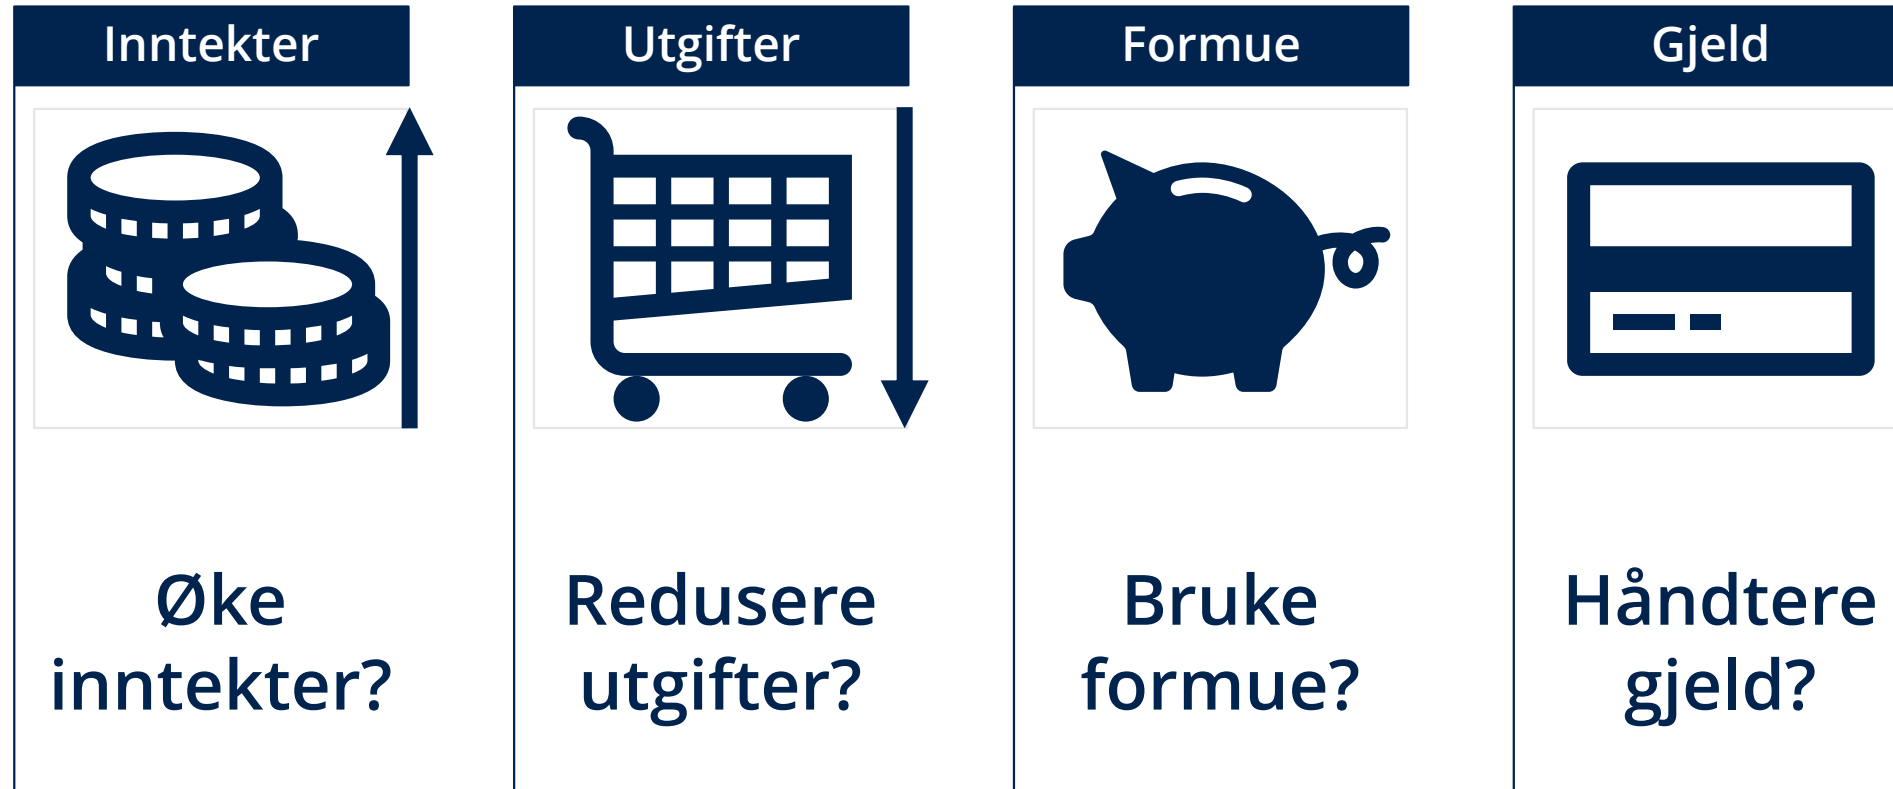 Inntekter
Utgifter
Formue
Gjeld
Øke
inntekter?
Redusere
utgifter?
Bruke
formue?
Håndtere
gjeld?